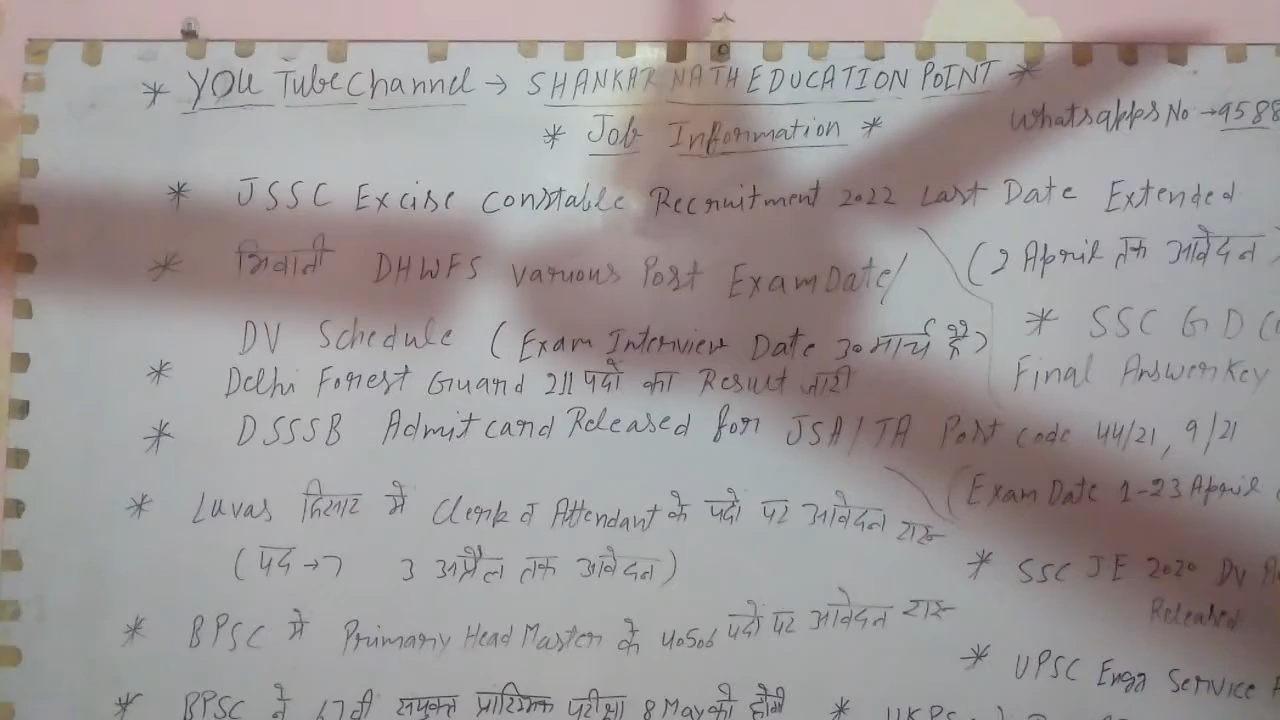 * YOU Tube Channel → SHANKAR NATH EDUCATION POINT *
* Job Information *
Whatsapps No → 9588
* JSSC Excise Constable Recruitment 2022 Last Date Extended
(2 April तक आवेदन
* भिवानी DHWFS Various Post Exam Date/
DV Schedule (Exam Interview Date 30 मार्च है)
* SSC GD
Final Answer Key
* Delhi Forest Guard 211 पदो का Result जारी
* DSSSB Admit card Released for JSA/TA Post code 44/21, 9/21
(Exam Date 1-23 April
* Luvas हिसार मे Clerk व Attendant के पदो पर आवेदन शुरू
(पद → 7 3 अप्रैल तक आवेदन)
* SSC JE 2020 DV
Released
* BPSC मे Primary Head Master के 40506 पदो पर आवेदन शुरू
* UPSC Engg Service
* BPSC ने 67वी सयुक्त प्रारम्भिक परीक्षा 8 May को होगी
*